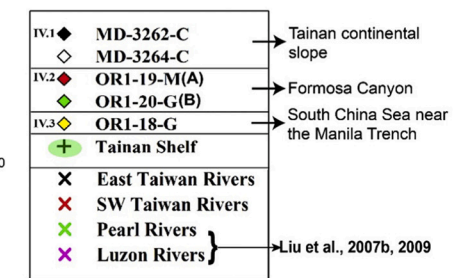 IV.1 MD-3262-C
MD-3264-C
Tainan continental
slope
IV.2 OR1-19-M(A)
OR1-20-G(B)
Formosa Canyon
IV.3 OR1-18-G
South China Sea near
the Manila Trench
Tainan Shelf
East Taiwan Rivers
SW Taiwan Rivers
Pearl Rivers
Luzon Rivers
Liu et al., 2007b, 2009
0